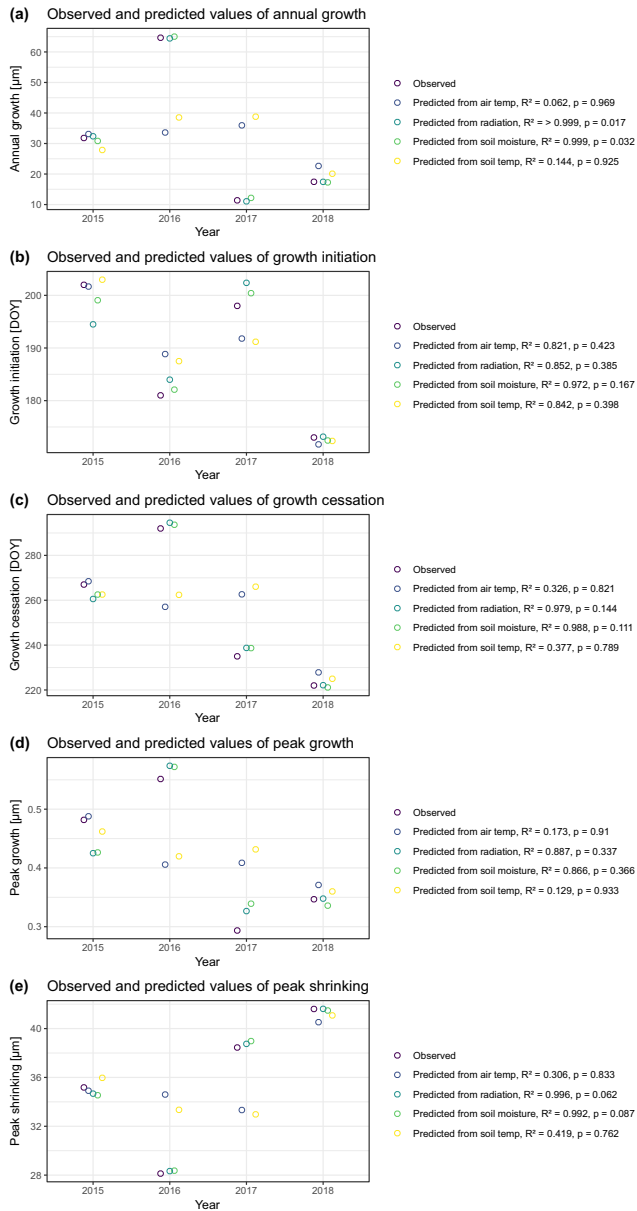 (a) Observed and predicted values of annual growth
Annual growth [µm]
60
50
40
30
20
10
2015 2016 2017 2018
Year
Observed
Predicted from air temp, R² = 0.062, p = 0.969
Predicted from radiation, R² = > 0.999, p = 0.017
Predicted from soil moisture, R² = 0.999, p = 0.032
Predicted from soil temp, R² = 0.144, p = 0.925
(b) Observed and predicted values of growth initiation
Growth initiation [DOY]
200
190
180
2015 2016 2017 2018
Year
Observed
Predicted from air temp, R² = 0.821, p = 0.423
Predicted from radiation, R² = 0.852, p = 0.385
Predicted from soil moisture, R² = 0.972, p = 0.167
Predicted from soil temp, R² = 0.842, p = 0.398
(c) Observed and predicted values of growth cessation
Growth cessation [DOY]
280
260
240
220
2015 2016 2017 2018
Year
Observed
Predicted from air temp, R² = 0.326, p = 0.821
Predicted from radiation, R² = 0.979, p = 0.144
Predicted from soil moisture, R² = 0.988, p = 0.111
Predicted from soil temp, R² = 0.377, p = 0.789
(d) Observed and predicted values of peak growth
Peak growth [µm]
0.5
0.4
0.3
2015 2016 2017 2018
Year
Observed
Predicted from air temp, R² = 0.173, p = 0.91
Predicted from radiation, R² = 0.887, p = 0.337
Predicted from soil moisture, R² = 0.866, p = 0.366
Predicted from soil temp, R² = 0.129, p = 0.933
(e) Observed and predicted values of peak shrinking
Peak shrinking [µm]
40
36
32
28
2015 2016 2017 2018
Year
Observed
Predicted from air temp, R² = 0.306, p = 0.833
Predicted from radiation, R² = 0.996, p = 0.062
Predicted from soil moisture, R² = 0.992, p = 0.087
Predicted from soil temp, R² = 0.419, p = 0.762